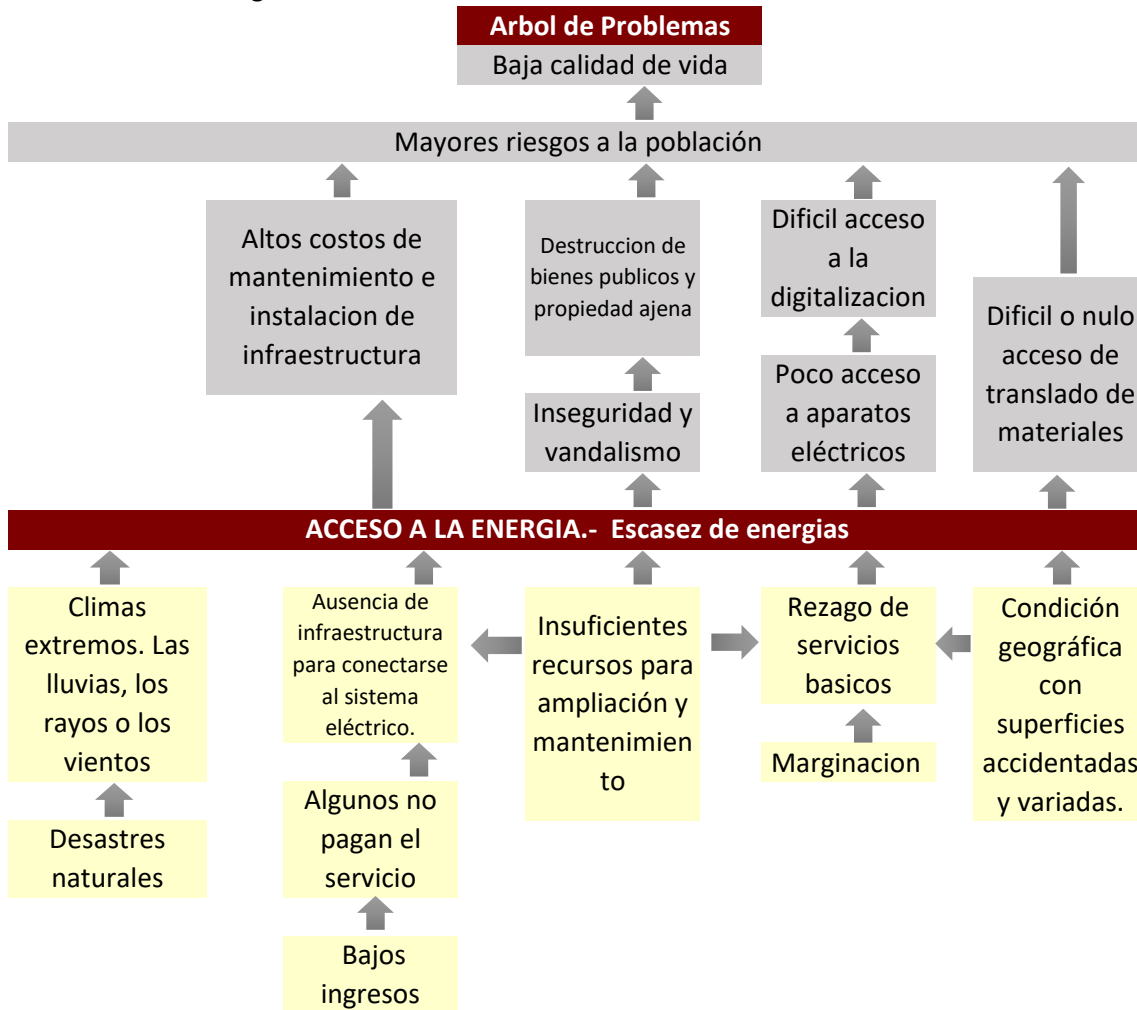 Arbol de Problemas
Baja calidad de vida
Mayores riesgos a la población
Altos costos de
mantenimiento e
instalacion de
infraestructura
Destruccion de
bienes publicos y
propiedad ajena
Inseguridad y
vandalismo
Dificil acceso
a la
digitalizacion
Poco acceso
a aparatos
eléctricos
Dificil o nulo
acceso de
translado de
materiales
ACCESO A LA ENERGIA.- Escasez de energias
Climas
extremos. Las
lluvias, los
rayos o los
vientos
Desastres
naturales
Ausencia de
infraestructura
para conectarse
al sistema
eléctrico.
Algunos no
pagan el
servicio
Bajos
ingresos
Insuficientes
recursos para
ampliación y
mantenimien
to
Rezago de
servicios
basicos
Marginacion
Condición
geográfica
con
superficies
accidentadas
y variadas.